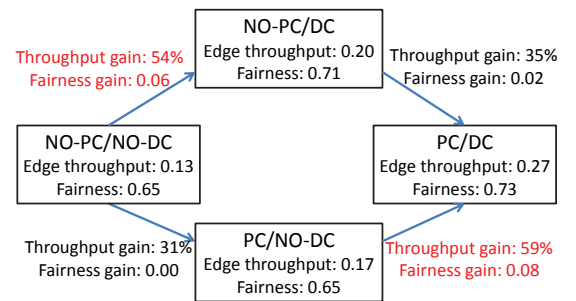 NO-PC/DC
Edge throughput: 0.20
Fairness: 0.71
Throughput gain: 54%
Fairness gain: 0.06
Throughput gain: 35%
Fairness gain: 0.02
NO-PC/NO-DC
Edge throughput: 0.13
Fairness: 0.65
PC/DC
Edge throughput: 0.27
Fairness: 0.73
Throughput gain: 31%
Fairness gain: 0.00
PC/NO-DC
Edge throughput: 0.17
Fairness: 0.65
Throughput gain: 59%
Fairness gain: 0.08